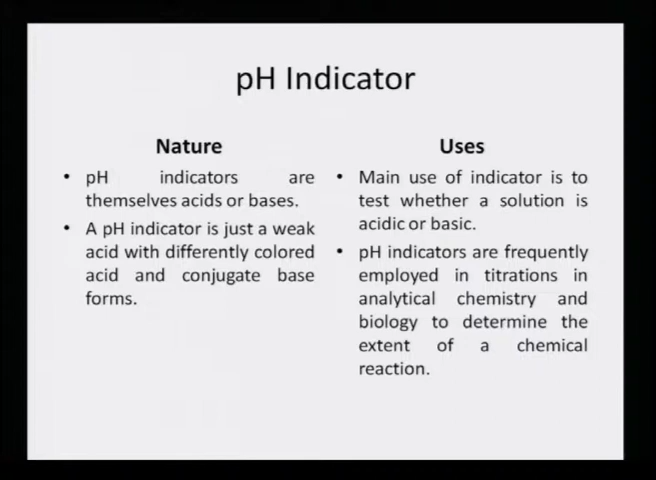 pH Indicator
Nature
• pH indicators are
themselves acids or bases.
• A pH indicator is just a weak
acid with differently colored
acid and conjugate base
forms.
Uses
• Main use of indicator is to
test whether a solution is
acidic or basic.
• pH indicators are frequently
employed in titrations in
analytical chemistry and
biology to determine the
extent of a chemical
reaction.